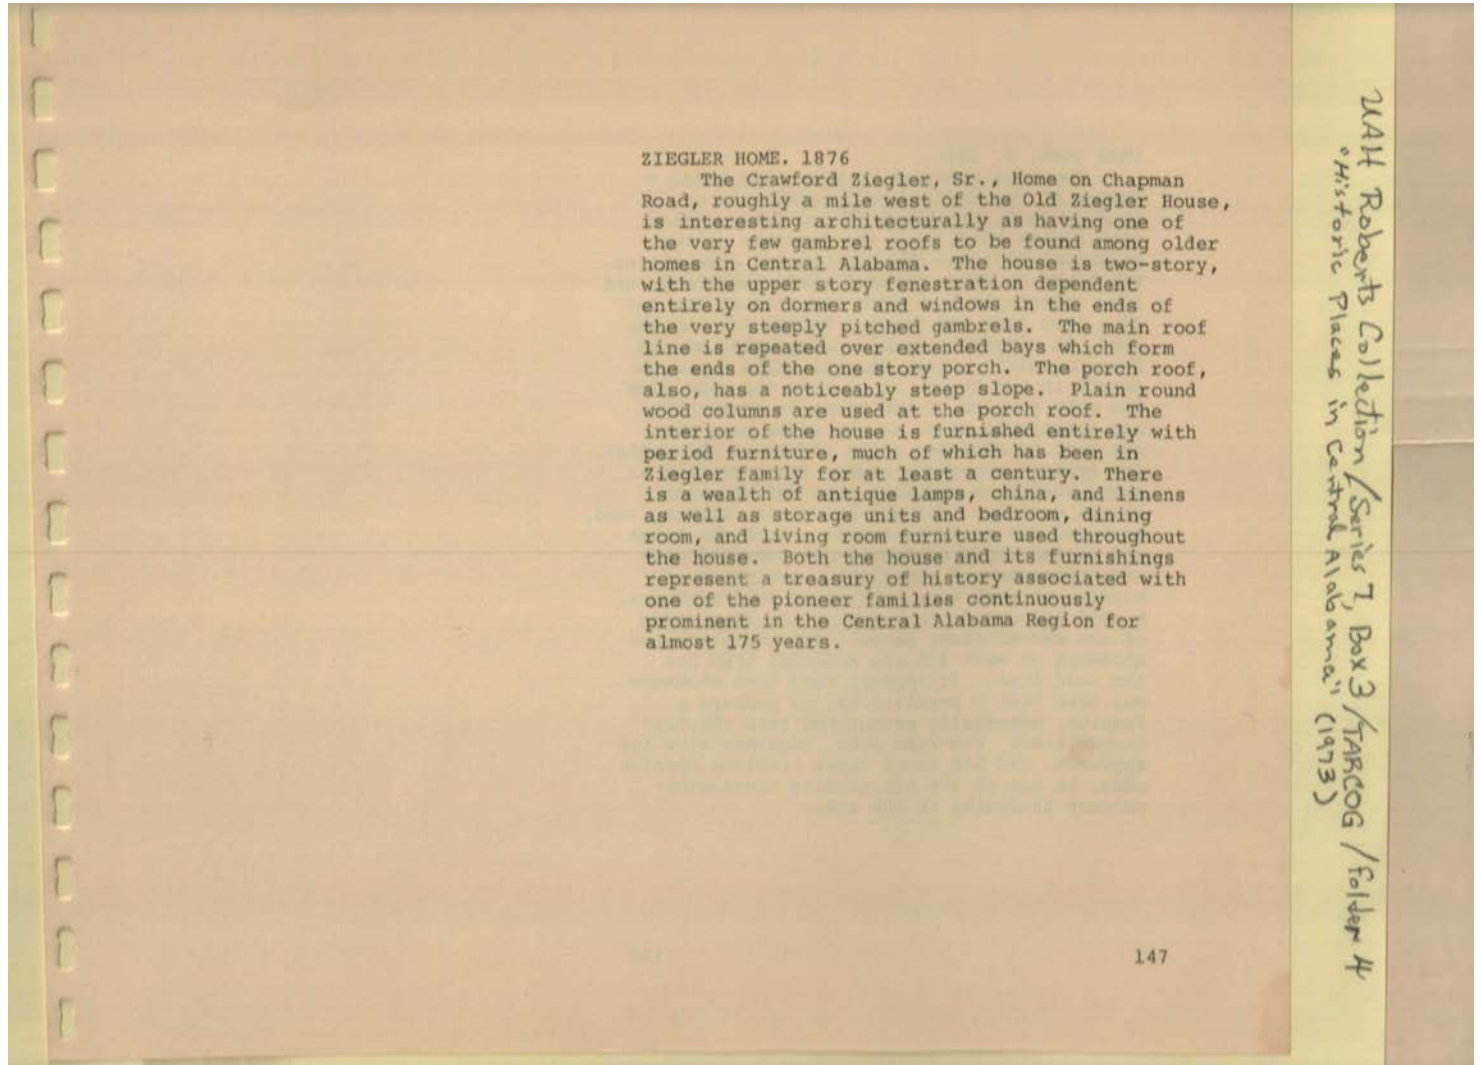 ZIEGLER HOME. 1876
The Crawford Ziegler, Sr., Home on Chapman
Road, roughly a mile west of the Old Ziegler House,
is interesting architecturally as having one of
the very few gambrel roofs to be found among older
homes in Central Alabama. The house is two-story,
with the upper story fenestration dependent
entirely on dormers and windows in the ends of
the very steeply pitched gambrels. The main roof
line is repeated over extended bays which form
the ends of the one story porch. The porch roof,
also, has a noticeably steep slope. Plain round
wood columns are used at the porch roof. The
interior of the house is furnished entirely with
period furniture, much of which has been in
Ziegler family for at least a century. There
is a wealth of antique lamps, china, and linens
as well as storage units and bedroom, dining
room, and living room furniture used throughout
the house. Both the house and its furnishings
represent a treasury of history associated with
one of the pioneer families continuously
prominent in the Central Alabama Region for
almost 175 years.
147
UAH Roberts Collection/Series 7, Box 3/TARCOG/folder 4
"Historic Places in Central Alabama" (1973)